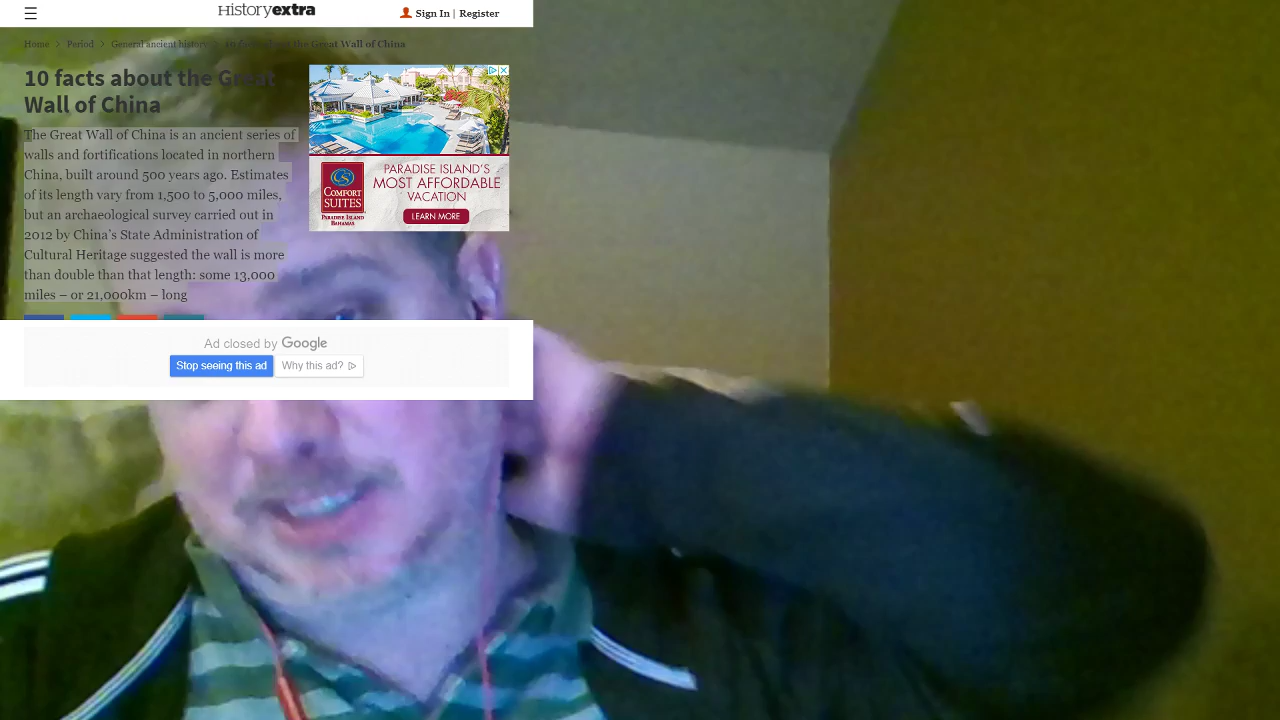 Historyextra
Sign In | Register
Home > Period > General ancient history > 10 facts about the Great Wall of China
10 facts about the Great
Wall of China
The Great Wall of China is an ancient series of
walls and fortifications located in northern
China, built around 500 years ago. Estimates
of its length vary from 1,500 to 5,000 miles,
but an archaeological survey carried out in
2012 by China’s State Administration of
Cultural Heritage suggested the wall is more
than double than that length: some 13,000
miles – or 21,000km – long
CS
COMFORT
SUITES
PARADISE ISLAND
BAHAMAS
PARADISE ISLAND'S
MOST AFFORDABLE
VACATION
LEARN MORE
Ad closed by Google
Stop seeing this ad
Why this ad?